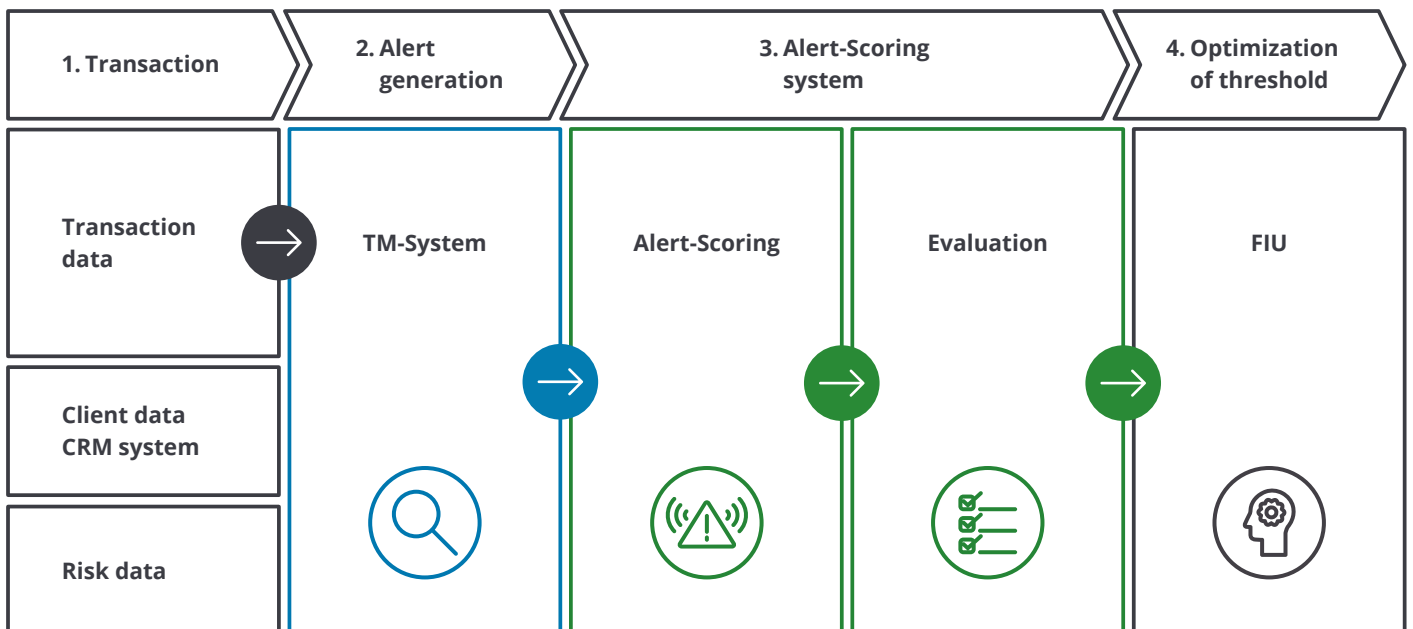 1. Transaction
2. Alert
generation
3. Alert-Scoring
system
4. Optimization
of threshold
Transaction
data
TM-System
Alert-Scoring
Evaluation
FIU
Client data
CRM system
Risk data